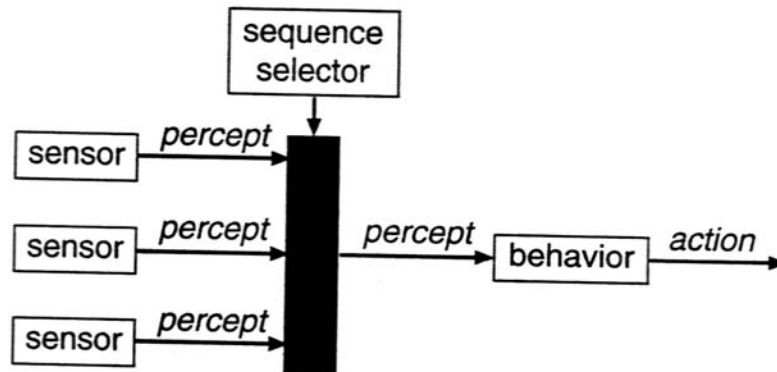 sequence
selector
percept
sensor
percept
percept
sensor
behavior
action
percept
sensor